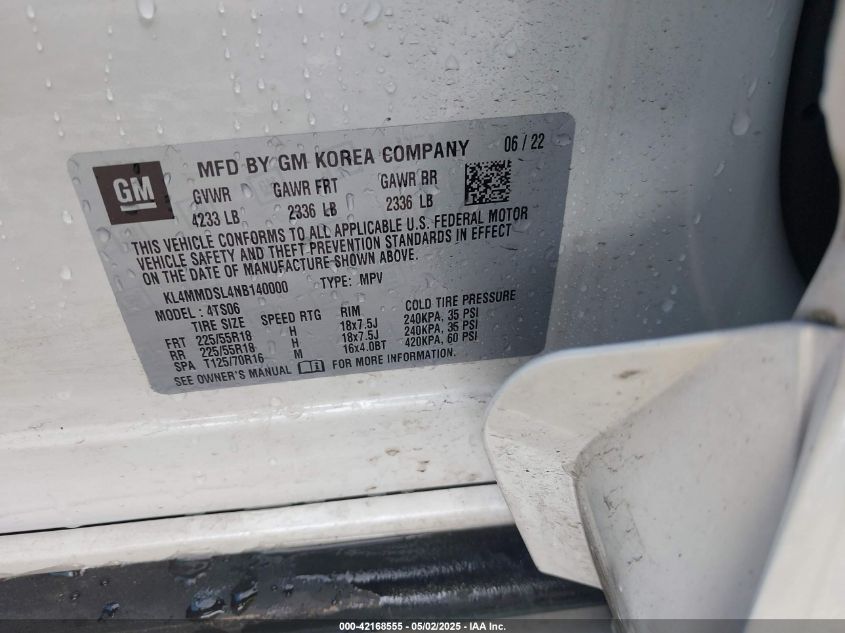 GM
MFD BY GM KOREA COMPANY 06 / 22
GVWR GAWR FRT GAWR RR
4233 LB 2336 LB 2336 LB
THIS VEHICLE CONFORMS TO ALL APPLICABLE U.S. FEDERAL MOTOR
VEHICLE SAFETY AND THEFT PREVENTION STANDARDS IN EFFECT
ON THE DATE OF MANUFACTURE SHOWN ABOVE.
KL4MMDSL4NB140000 TYPE: MPV
MODEL : 4TS06
TIRE SIZE SPEED RTG RIM COLD TIRE PRESSURE
FRT 225/55R18 H 18x7.5J 240KPA, 35 PSI
RR 225/55R18 H 18x7.5J 240KPA, 35 PSI
SPA T125/70R16 M 16x4.0BT 420KPA, 60 PSI
SEE OWNER'S MANUAL FOR MORE INFORMATION.
000-42168555 - 05/02/2025 - IAA Inc.